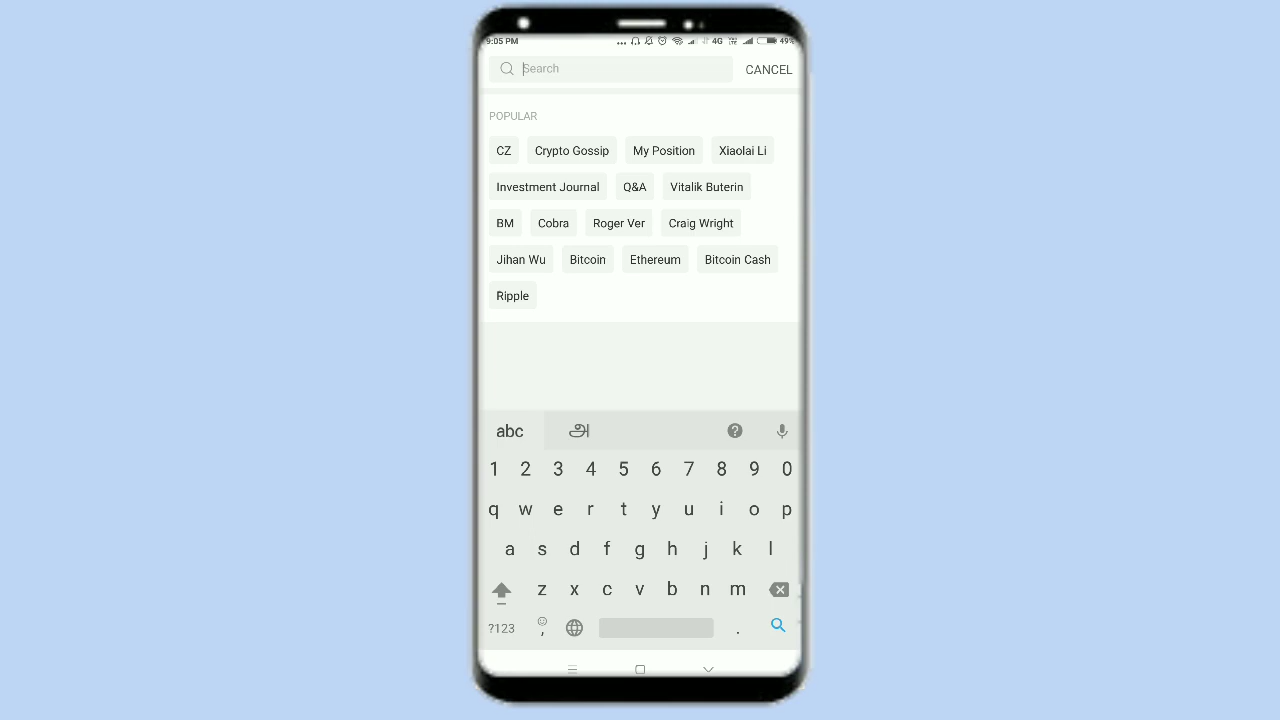 9:05 PM 4G 49%
Search CANCEL
POPULAR
CZ Crypto Gossip My Position Xiaolai Li
Investment Journal Q&A Vitalik Buterin
BM Cobra Roger Ver Craig Wright
Jihan Wu Bitcoin Ethereum Bitcoin Cash
Ripple
abc அ
1 2 3 4 5 6 7 8 9 0
q w e r t y u i o p
a s d f g h j k l
z x c v b n m
?123 , .